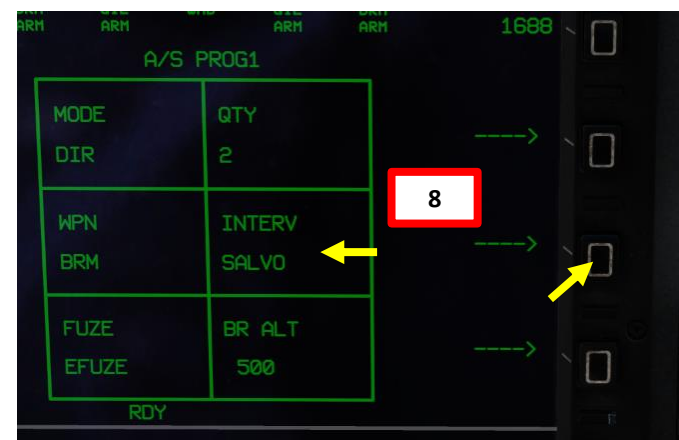 ARM ARM ARM ARM 1688
A/S PROG1
MODE QTY
DIR 2
---->
8
WPN INTERV
BRM SALVO
---->
FUZE BR ALT
EFUZE 500
---->
RDY